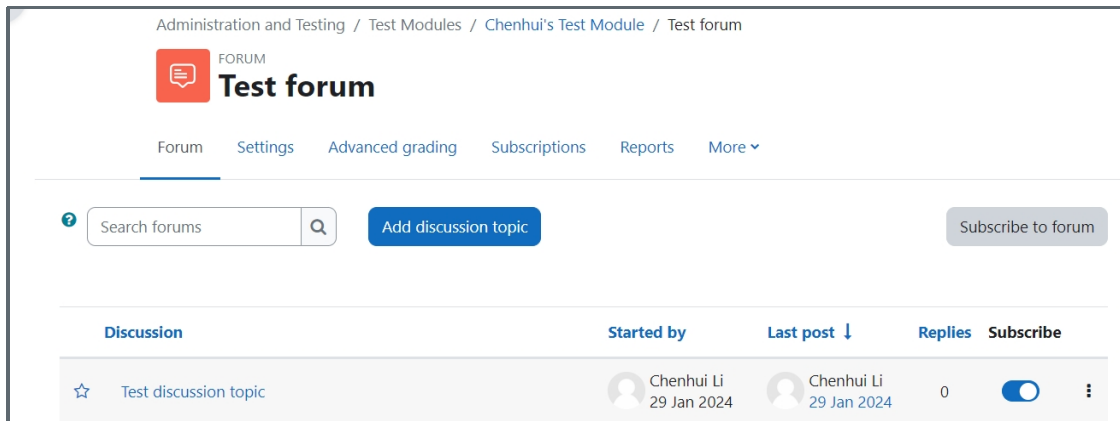 Administration and Testing / Test Modules / Chenhui's Test Module / Test forum
FORUM
Test forum
Forum Settings Advanced grading Subscriptions Reports More
Search forums Add discussion topic Subscribe to forum
Discussion Started by Last post ↓ Replies Subscribe
Test discussion topic Chenhui Li Chenhui Li 0
29 Jan 2024 29 Jan 2024